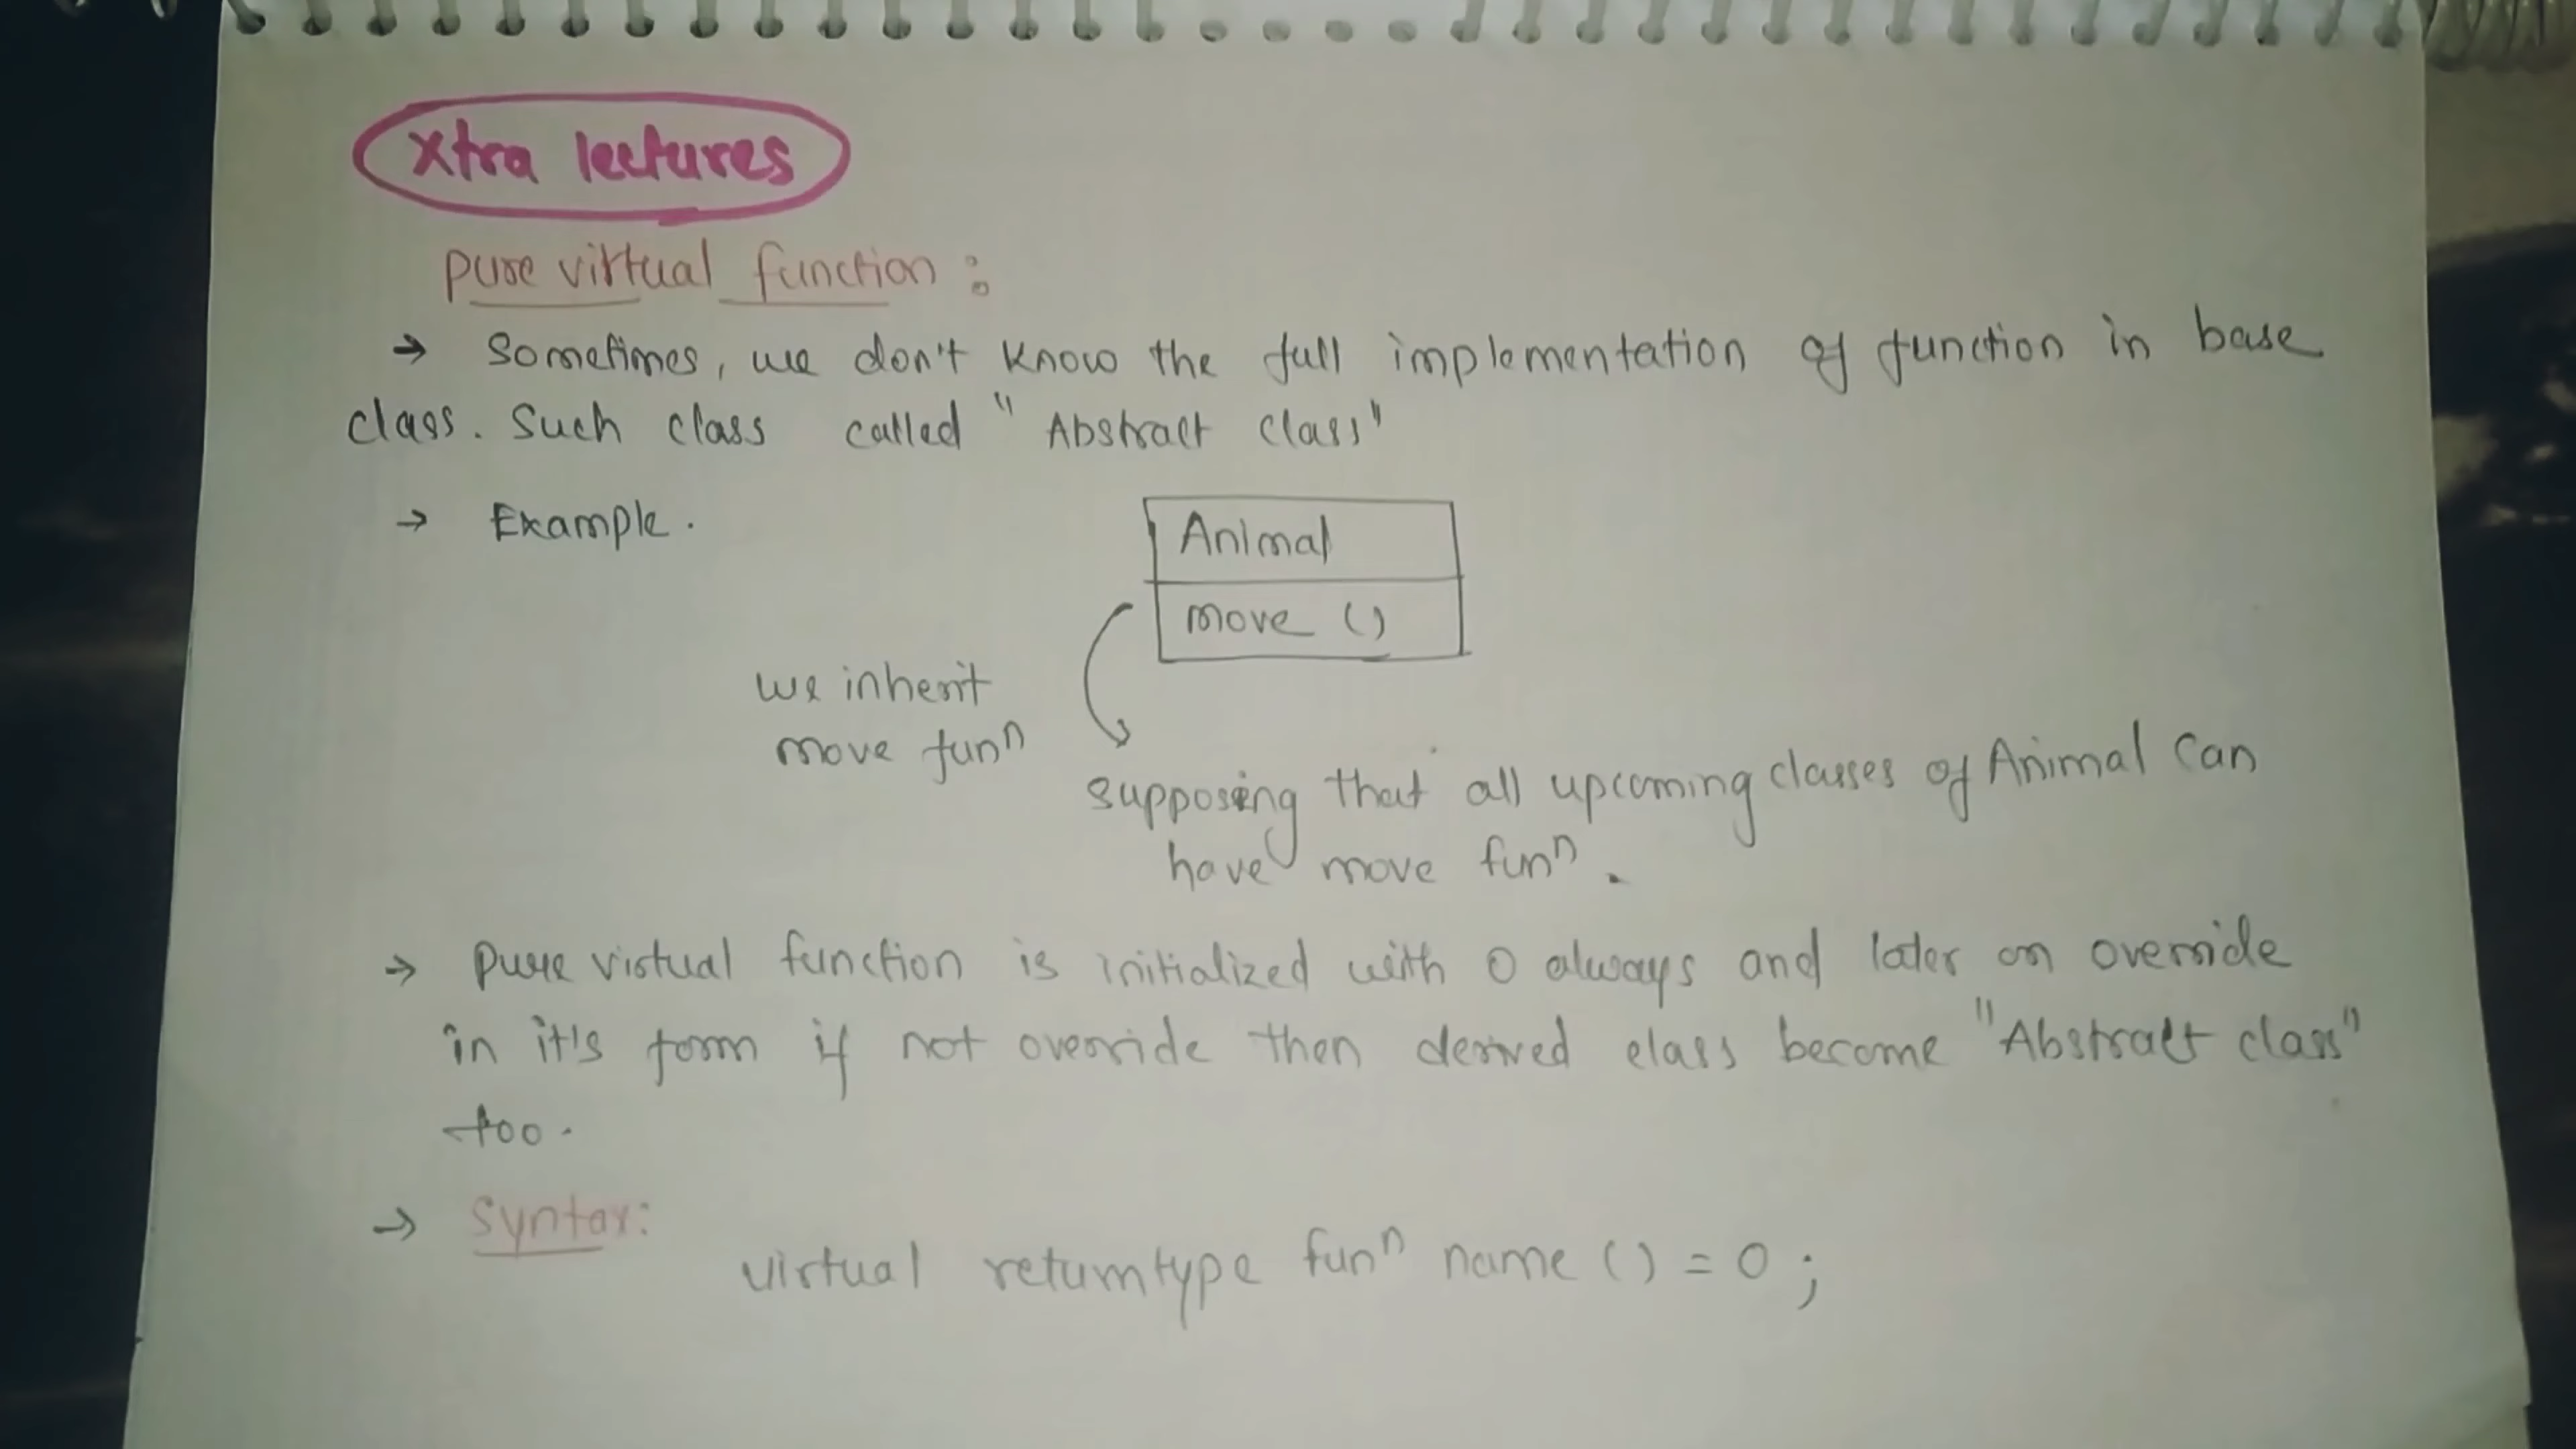 Xtra lectures
pure virtual function :
→ Sometimes, we don't know the full implementation of function in base
class. Such class called "Abstract class"
→ Example.
Animal
move ()
we inherit
move funⁿ
supposing that all upcoming classes of Animal can
have move funⁿ.
→ pure virtual function is initialized with 0 always and later on override
in it's form if not override then derived class become "Abstract class"
too.
→ Syntax:
virtual returntype funⁿ name () = 0 ;